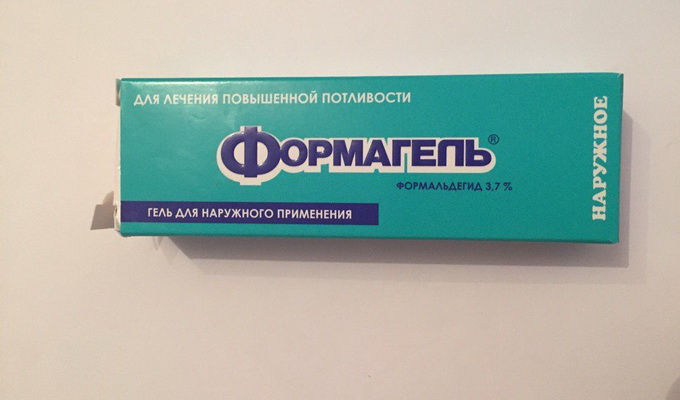 ДЛЯ ЛЕЧЕНИЯ ПОВЫШЕННОЙ ПОТЛИВОСТИ
ФОРМАГЕЛЬ®
ФОРМАЛЬДЕГИД 3,7 %
ГЕЛЬ ДЛЯ НАРУЖНОГО ПРИМЕНЕНИЯ
НАРУЖНОЕ